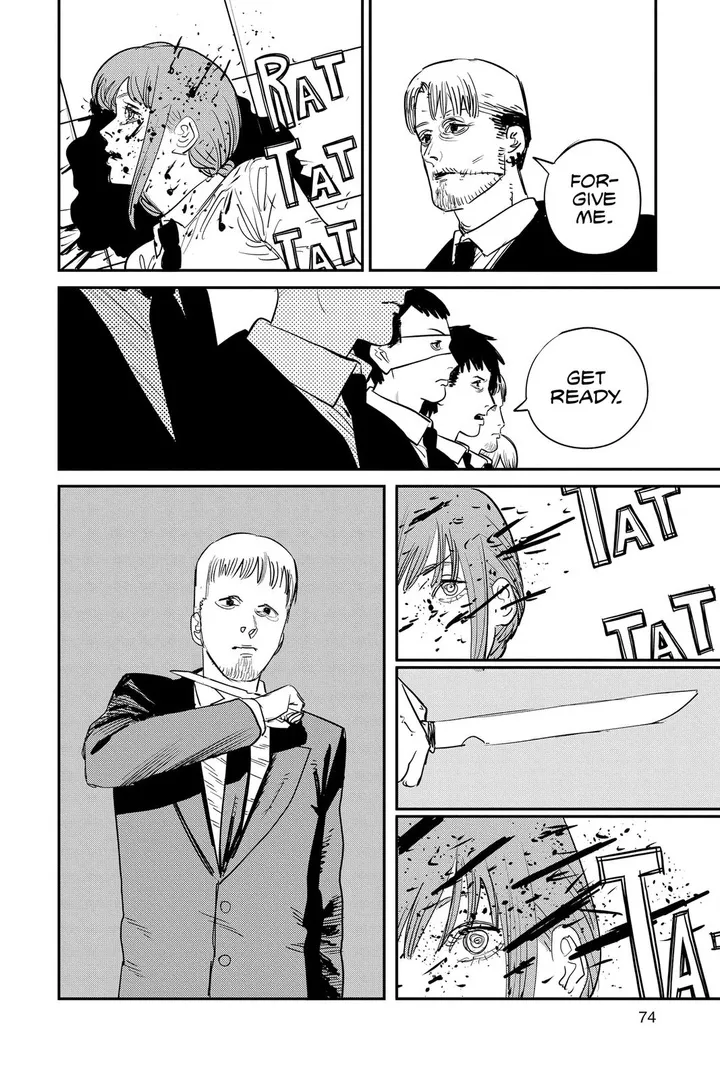 RAT
TAT
TAT
FOR-
GIVE
ME.
GET
READY.
TAT
TAT
TA-
74